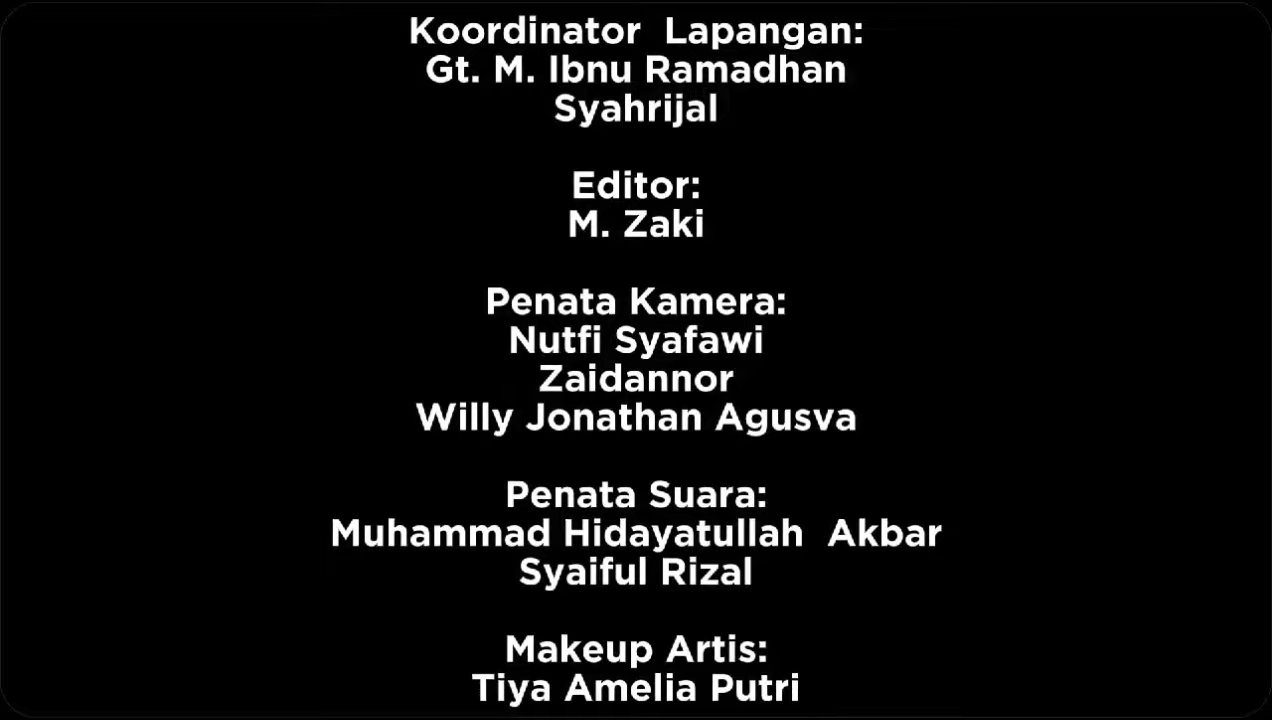 Koordinator  Lapangan:
Gt. M. Ibnu Ramadhan
Syahrijal
Editor:
M. Zaki
Penata Kamera:
Nutfi Syafawi
Zaidannor
Willy Jonathan Agusva
Penata Suara:
Muhammad Hidayatullah  Akbar
Syaiful Rizal
Makeup Artis:
Tiya Amelia Putri